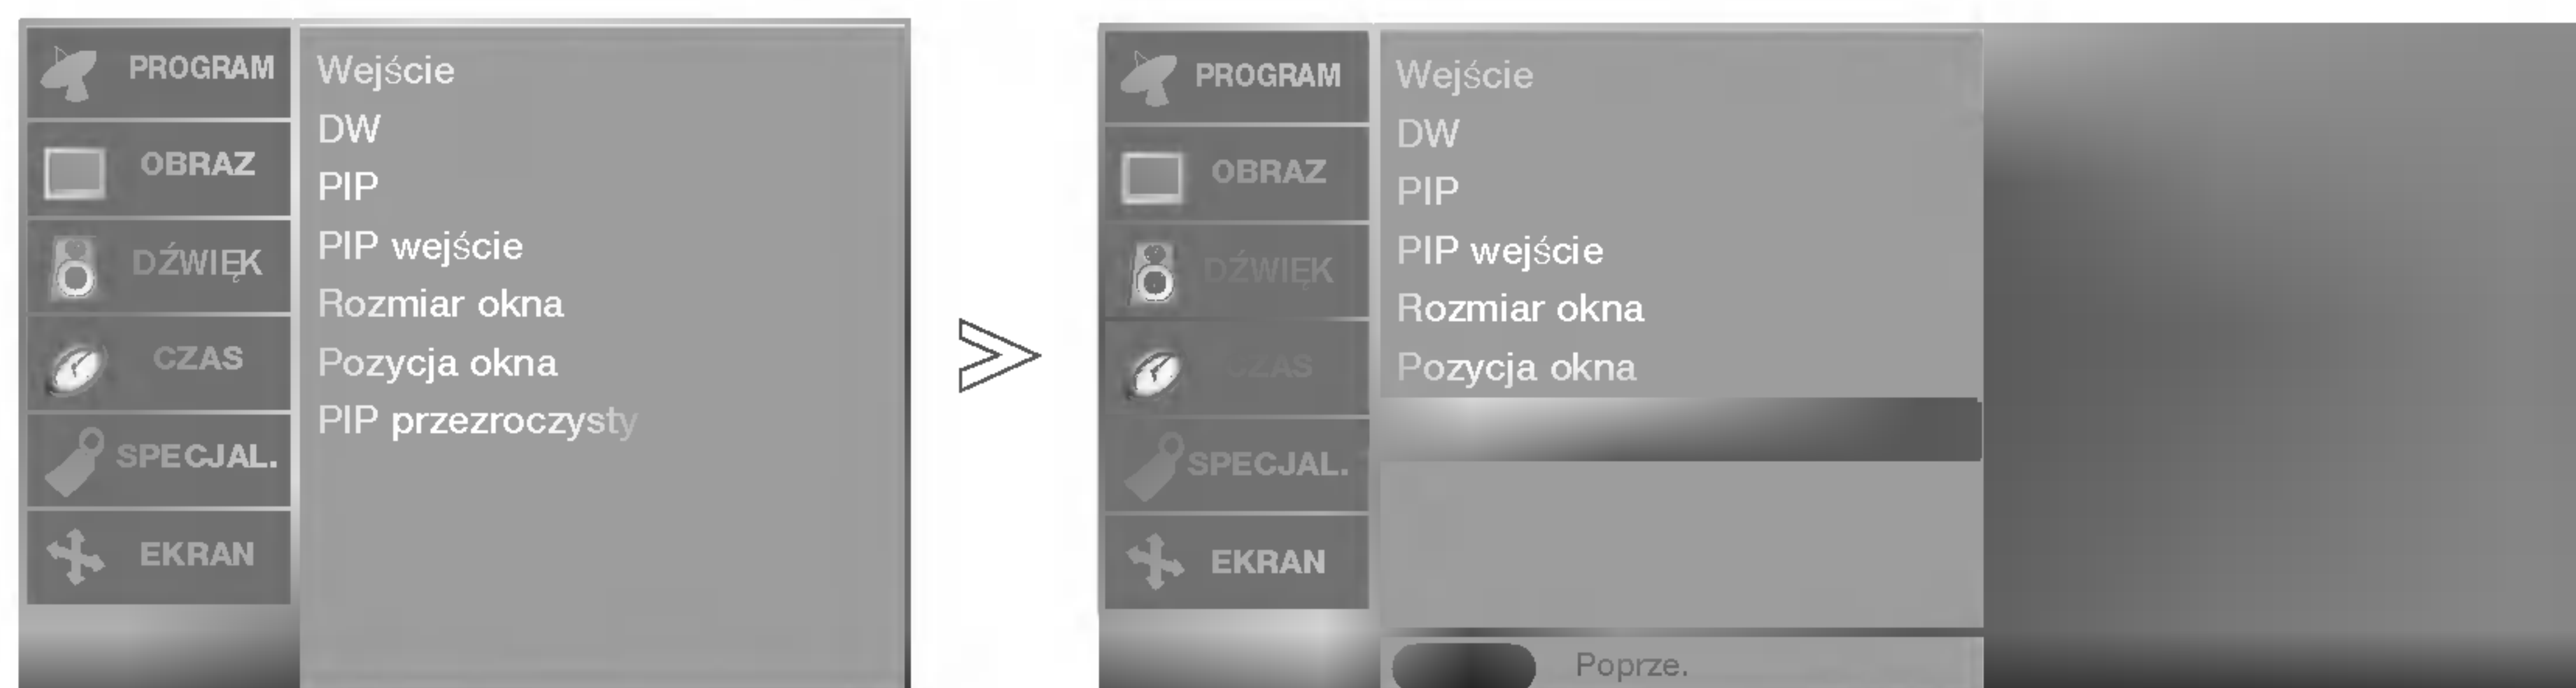 PROGRAM
OBRAZ
DŹWIĘK
CZAS
SPECJAL.
EKRAN
Wejście
DW
PIP
PIP wejście
Rozmiar okna
Pozycja okna
PIP przezroczysty
PROGRAM
OBRAZ
DŹWIĘK
CZAS
SPECJAL.
EKRAN
Wejście
DW
PIP
PIP wejście
Rozmiar okna
Pozycja okna
Poprze.